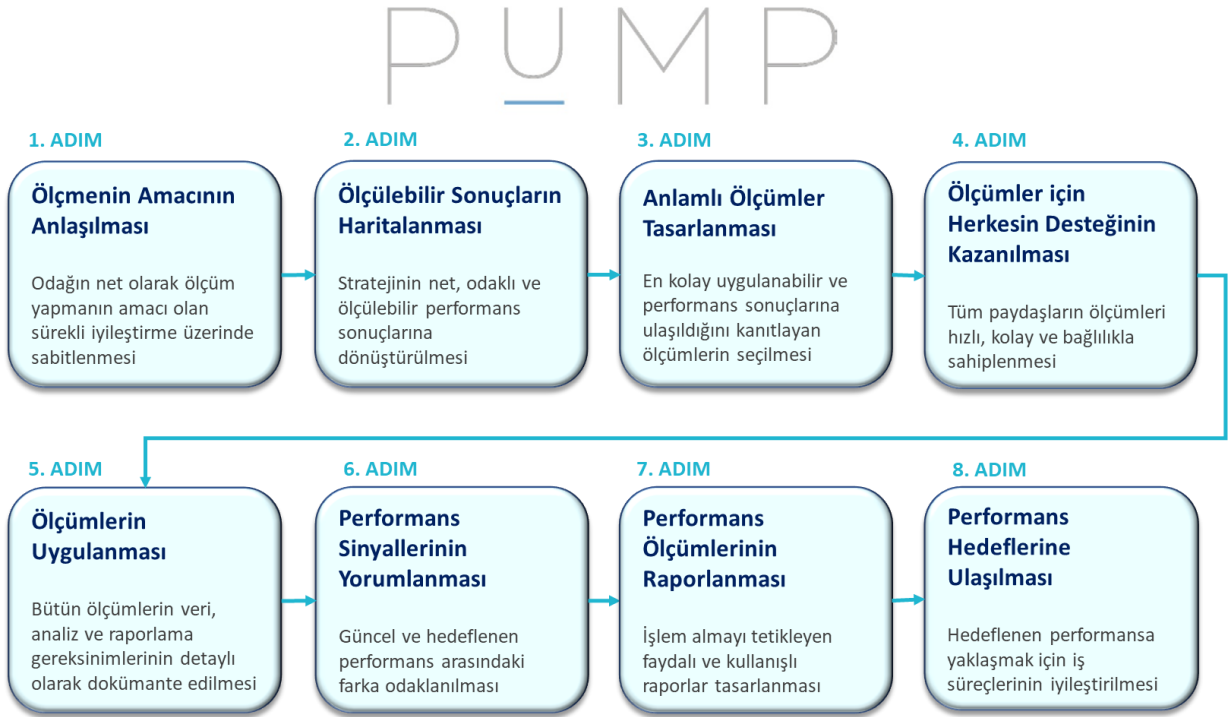 PuMP
1. ADIM
Ölçmenin Amacının
Anlaşılması
Odağın net olarak ölçüm
yapmanın amacı olan
sürekli iyileştirme üzerinde
sabitlenmesi
2. ADIM
Ölçülebilir Sonuçların
Haritalanması
Stratejinin net, odaklı ve
ölçülebilir performans
sonuçlarına
dönüştürülmesi
3. ADIM
Anlamlı Ölçümler
Tasarlanması
En kolay uygulanabilir ve
performans sonuçlarına
ulaşıldığını kanıtlayan
ölçümlerin seçilmesi
4. ADIM
Ölçümler için
Herkesin Desteğinin
Kazanılması
Tüm paydaşların ölçümleri
hızlı, kolay ve bağlılıkla
sahiplenmesi
5. ADIM
Ölçümlerin
Uygulanması
Bütün ölçümlerin veri,
analiz ve raporlama
gereksinimlerinin detaylı
olarak dokümante edilmesi
6. ADIM
Performans
Sinyallerinin
Yorumlanması
Güncel ve hedeflenen
performans arasındaki
farka odaklanılması
7. ADIM
Performans
Ölçümlerinin
Raporlanması
İşlem almayı tetikleyen
faydalı ve kullanışlı
raporlar tasarlanması
8. ADIM
Performans
Hedeflerine
Ulaşılması
Hedeflenen performansa
yaklaşmak için iş
süreçlerinin iyileştirilmesi